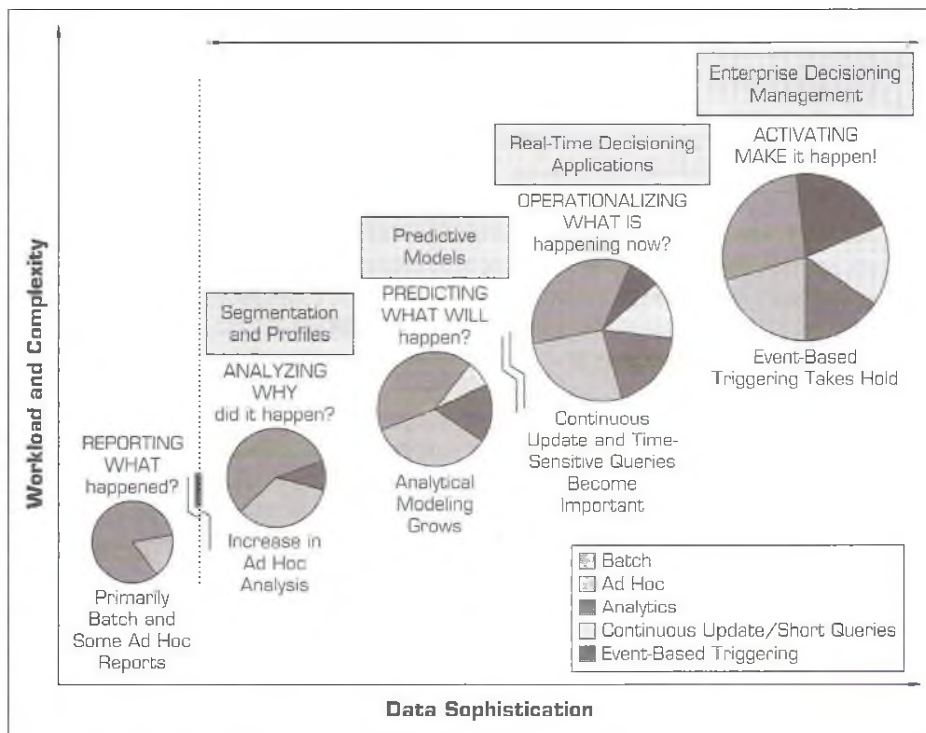 Enterprise Decisioning
Management
ACTIVATING
MAKE it happen!
Event-Based
Triggering Takes Hold
Real-Time Decisioning
Applications
OPERATIONALIZING
WHAT IS
happening now?
Continuous
Update and Time-
Sensitive Queries
Become
Important
Predictive
Models
PREDICTING
WHAT WILL
happen?
Analytical
Modeling
Grows
Segmentation
and Profiles
ANALYZING
WHY
did it happen?
Increase in
Ad Hoc
Analysis
REPORTING
WHAT
happened?
Primarily
Batch and
Some Ad Hoc
Reports
Batch
Ad Hoc
Analytics
Continuous Update/Short Queries
Event-Based Triggering
Workload and Complexity
Data Sophistication